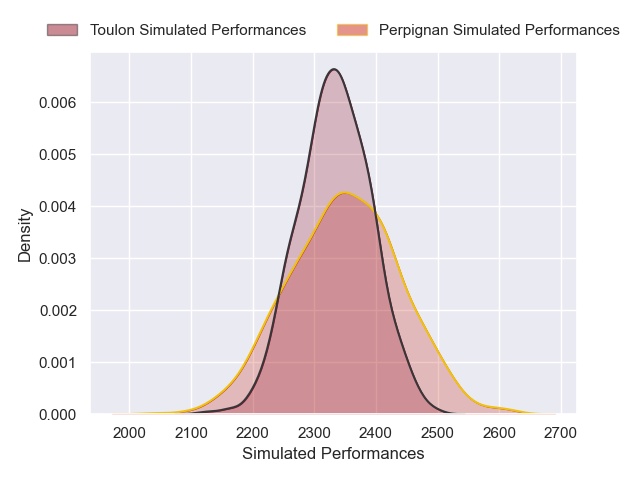 Toulon Simulated Performances Perpignan Simulated Performances
0.006
0.005
0.004
0.003
0.002
0.001
0.000
Density
2000 2100 2200 2300 2400 2500 2600 2700
Simulated Performances